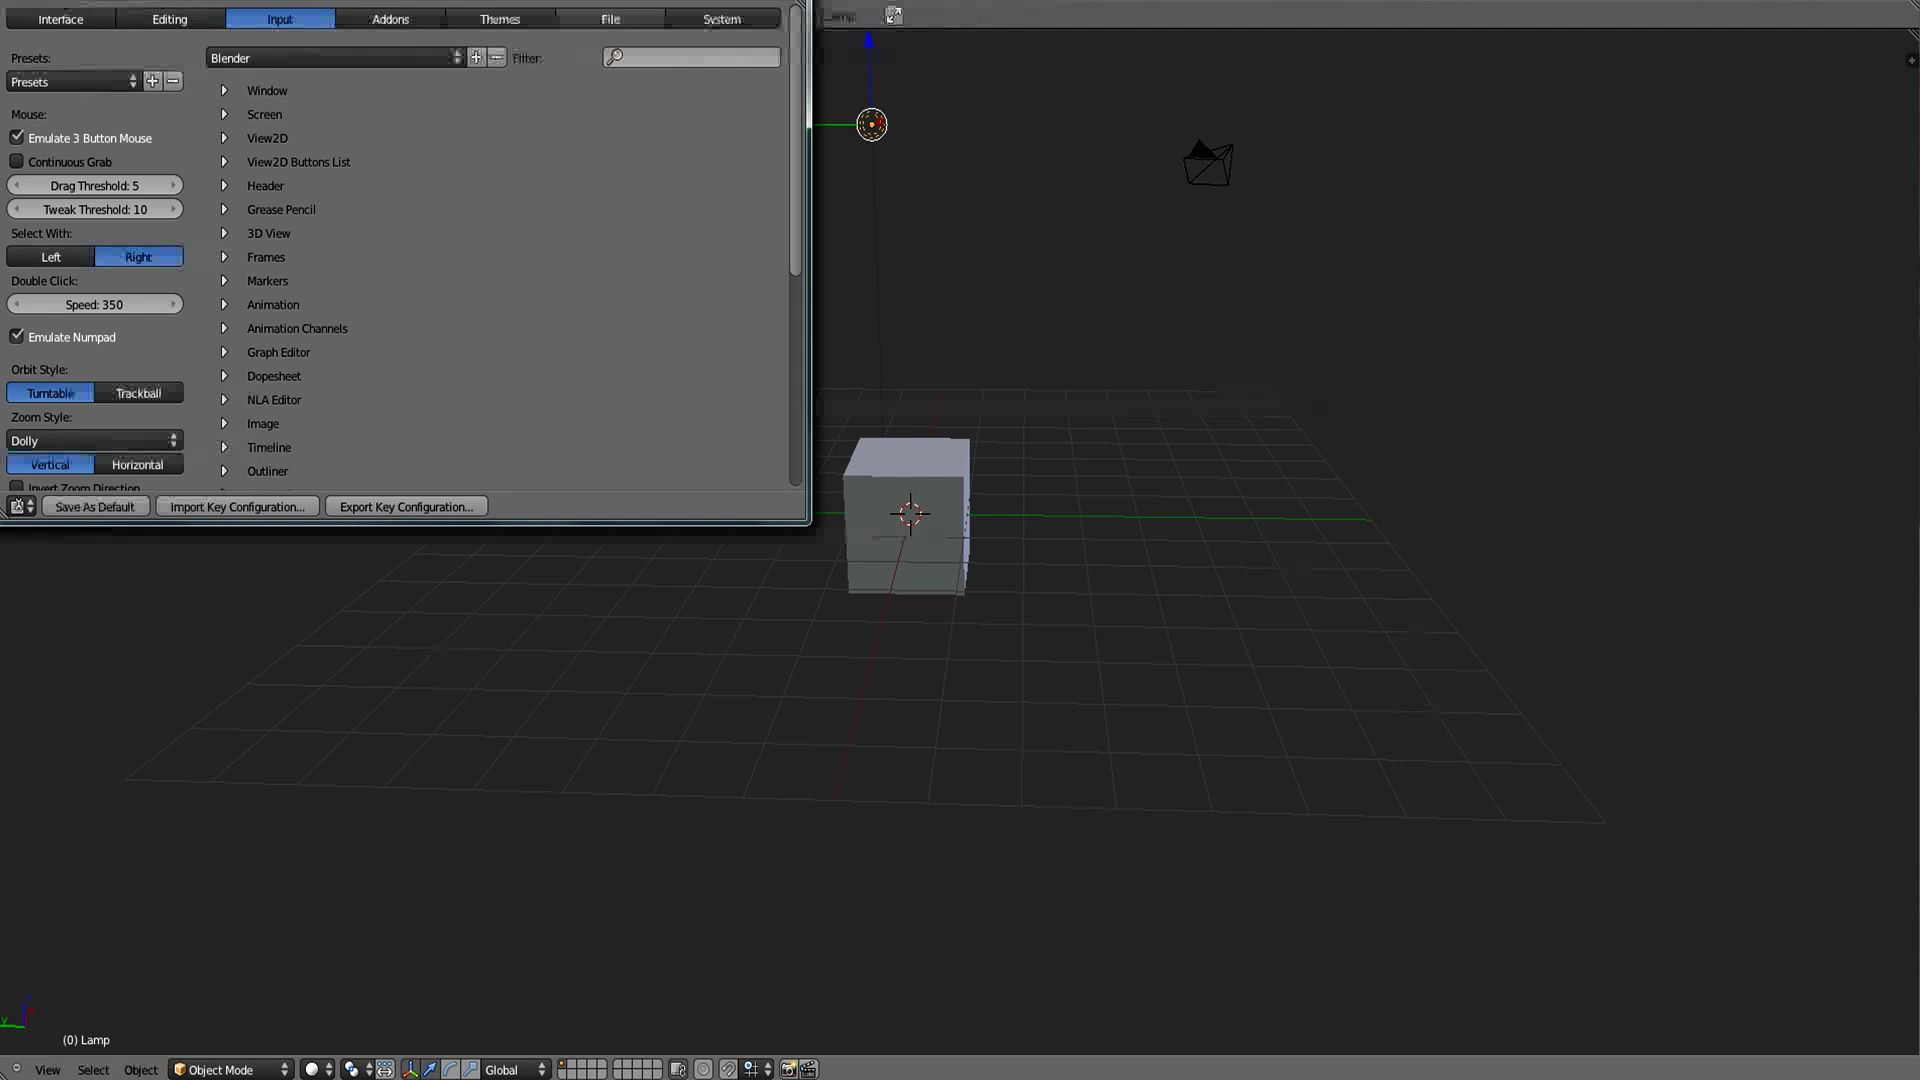 Interface Editing Input Addons Themes File System
Presets: Blender Filter:
Presets
Window
Screen
Mouse:
Emulate 3 Button Mouse
View2D
Continuous Grab
View2D Buttons List
Drag Threshold: 5
Header
Tweak Threshold: 10
Grease Pencil
Select With:
3D View
Left Right
Frames
Double Click:
Markers
Speed: 350
Animation
Animation Channels
Emulate Numpad
Graph Editor
Orbit Style:
Dopesheet
Turntable Trackball
NLA Editor
Zoom Style:
Image
Dolly
Timeline
Vertical Horizontal
Outliner
Invert Zoom Direction
Save As Default Import Key Configuration... Export Key Configuration...
y
(0) Lamp
View Select Object Object Mode Global